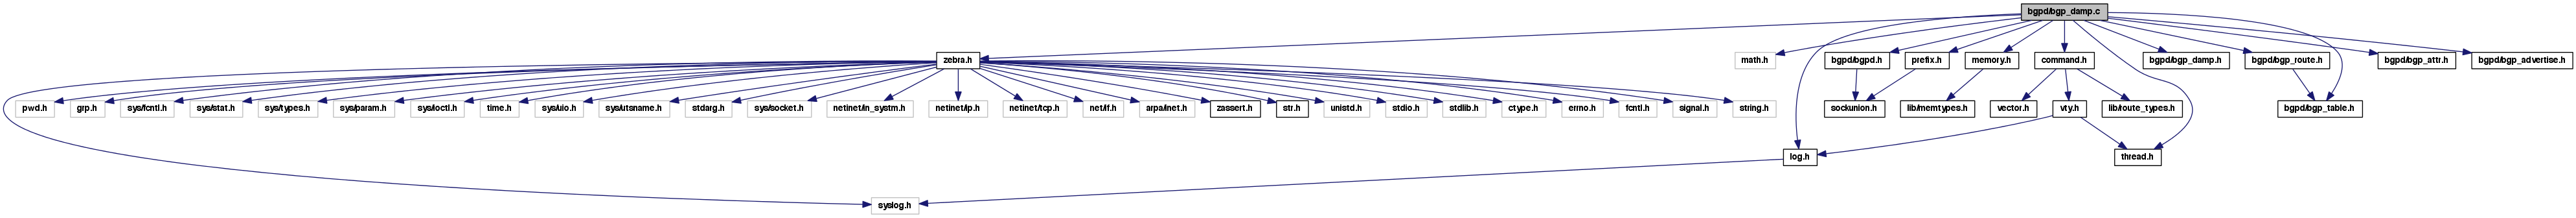 bgpd/bgp_damp.c
zebra.h
math.h
bgpd/bgpd.h
prefix.h
memory.h
command.h
bgpd/bgp_damp.h
bgpd/bgp_route.h
bgpd/bgp_attr.h
bgpd/bgp_advertise.h
pwd.h
grp.h
sys/fcntl.h
sys/stat.h
sys/types.h
sys/param.h
sys/ioctl.h
time.h
sys/uio.h
sys/utsname.h
stdarg.h
sys/socket.h
netinet/in_systm.h
netinet/ip.h
netinet/tcp.h
net/if.h
arpa/inet.h
zassert.h
str.h
unistd.h
stdio.h
stdlib.h
ctype.h
errno.h
fcntl.h
signal.h
string.h
sockunion.h
lib/memtypes.h
vector.h
vty.h
lib/route_types.h
bgpd/bgp_table.h
log.h
thread.h
syslog.h